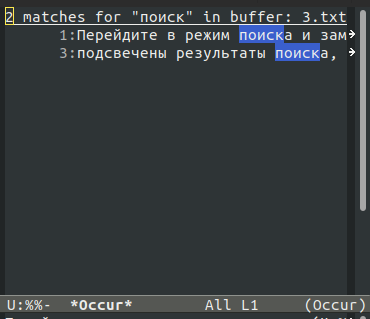 2 matches for "поиск" in buffer: 3.txt
1:Перейдите в режим поиска и зам
3:подсвечены результаты поиска,
U:%%-  *Occur*        All L1     (Occur)